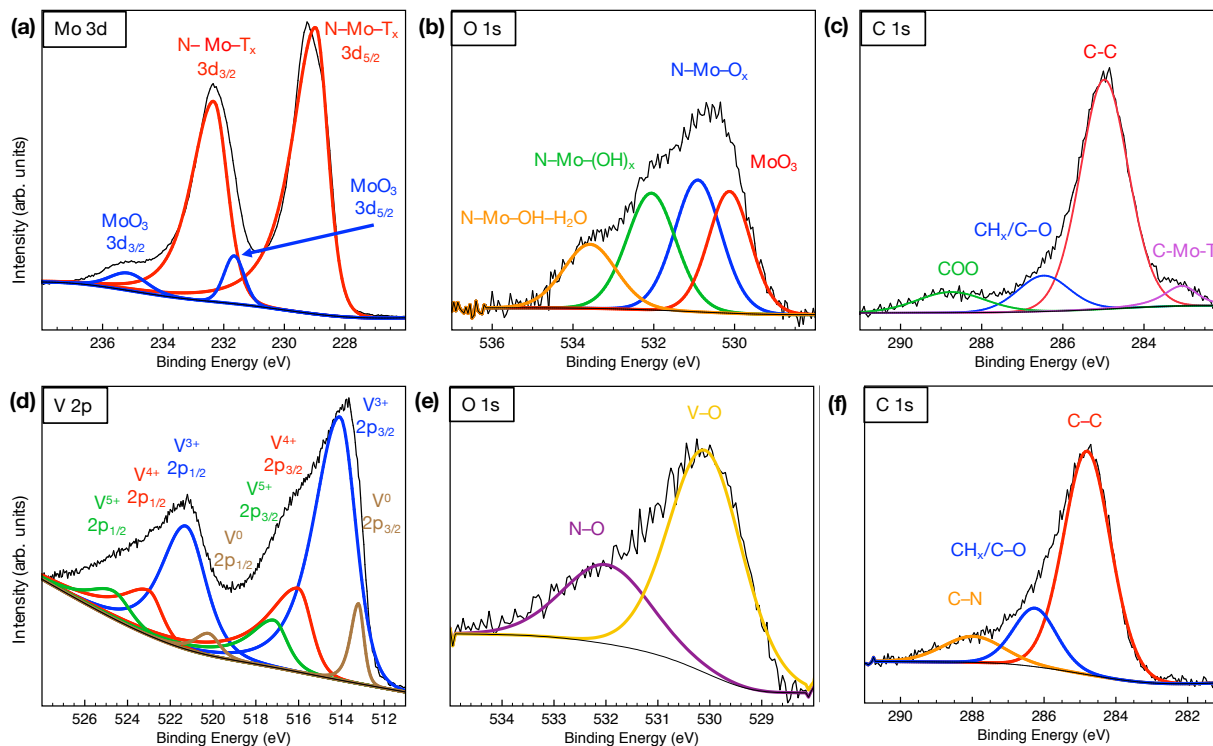 (a)
Mo 3d
N– Mo–Tₓ
3d₃/₂
N–Mo–Tₓ
3d₅/₂
MoO₃
3d₅/₂
MoO₃
3d₃/₂
Intensity (arb. units)
236 234 232 230 228
Binding Energy (eV)
(b)
O 1s
N–Mo–Oₓ
N–Mo–(OH)ₓ
MoO₃
N–Mo–OH–H₂O
536 534 532 530
Binding Energy (eV)
(c)
C 1s
C-C
CHₓ/C–O
C-Mo-T
COO
290 288 286 284
Binding Energy (eV)
(d)
V 2p
V³⁺
2p₃/₂
V³⁺
2p₁/₂
V⁴⁺
2p₃/₂
V⁴⁺
2p₁/₂
V⁵⁺
2p₃/₂
V⁵⁺
2p₁/₂
V⁰
2p₃/₂
V⁰
2p₁/₂
Intensity (arb. units)
526 524 522 520 518 516 514 512
Binding Energy (eV)
(e)
O 1s
V–O
N–O
534 533 532 531 530 529
Binding Energy (eV)
(f)
C 1s
C–C
CHₓ/C–O
C–N
290 288 286 284 282
Binding Energy (eV)